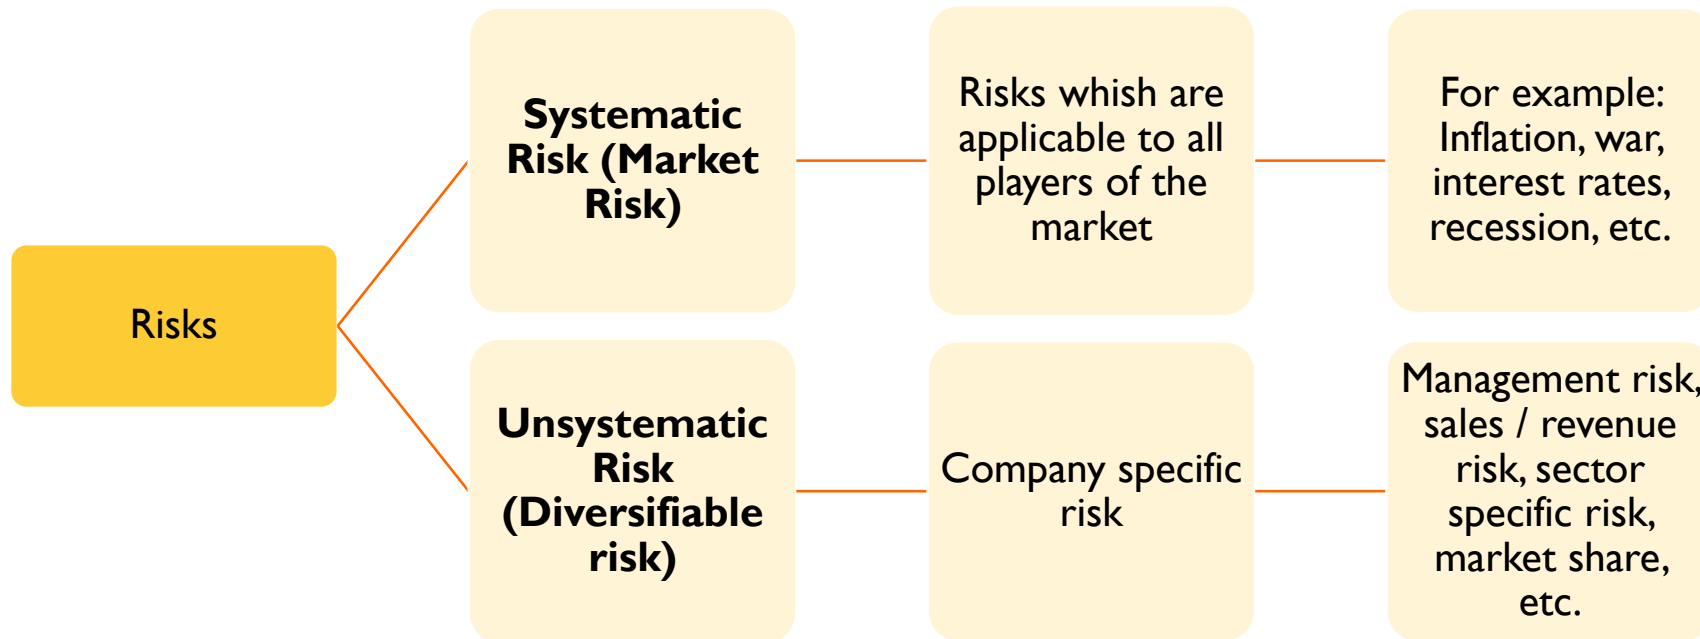 Risks
Systematic
Risk (Market
Risk)
Risks whish are
applicable to all
players of the
market
For example:
Inflation, war,
interest rates,
recession, etc.
Unsystematic
Risk
(Diversifiable
risk)
Company specific
risk
Management risk,
sales / revenue
risk, sector
specific risk,
market share,
etc.